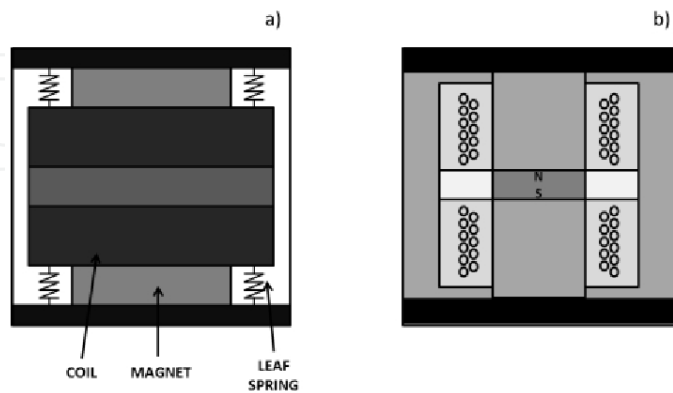 a)
b)
N
S
COIL
MAGNET
LEAF
SPRING